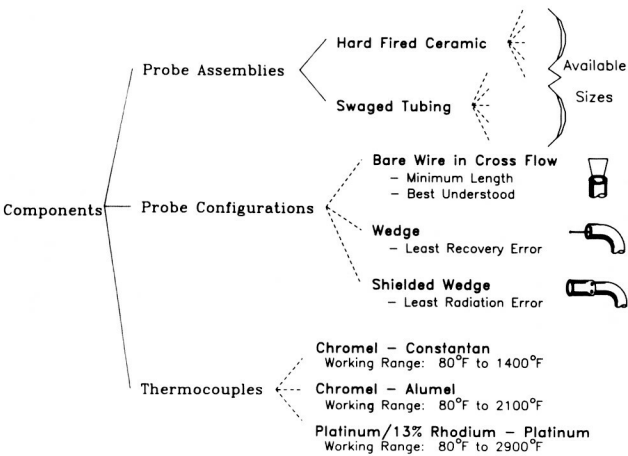 Components
Probe Assemblies
Hard Fired Ceramic
Swaged Tubing
Available
Sizes
Probe Configurations
Bare Wire in Cross Flow
– Minimum Length
– Best Understood
Wedge
– Least Recovery Error
Shielded Wedge
– Least Radiation Error
Thermocouples
Chromel – Constantan
Working Range: 80°F to 1400°F
Chromel – Alumel
Working Range: 80°F to 2100°F
Platinum/13% Rhodium – Platinum
Working Range: 80°F to 2900°F